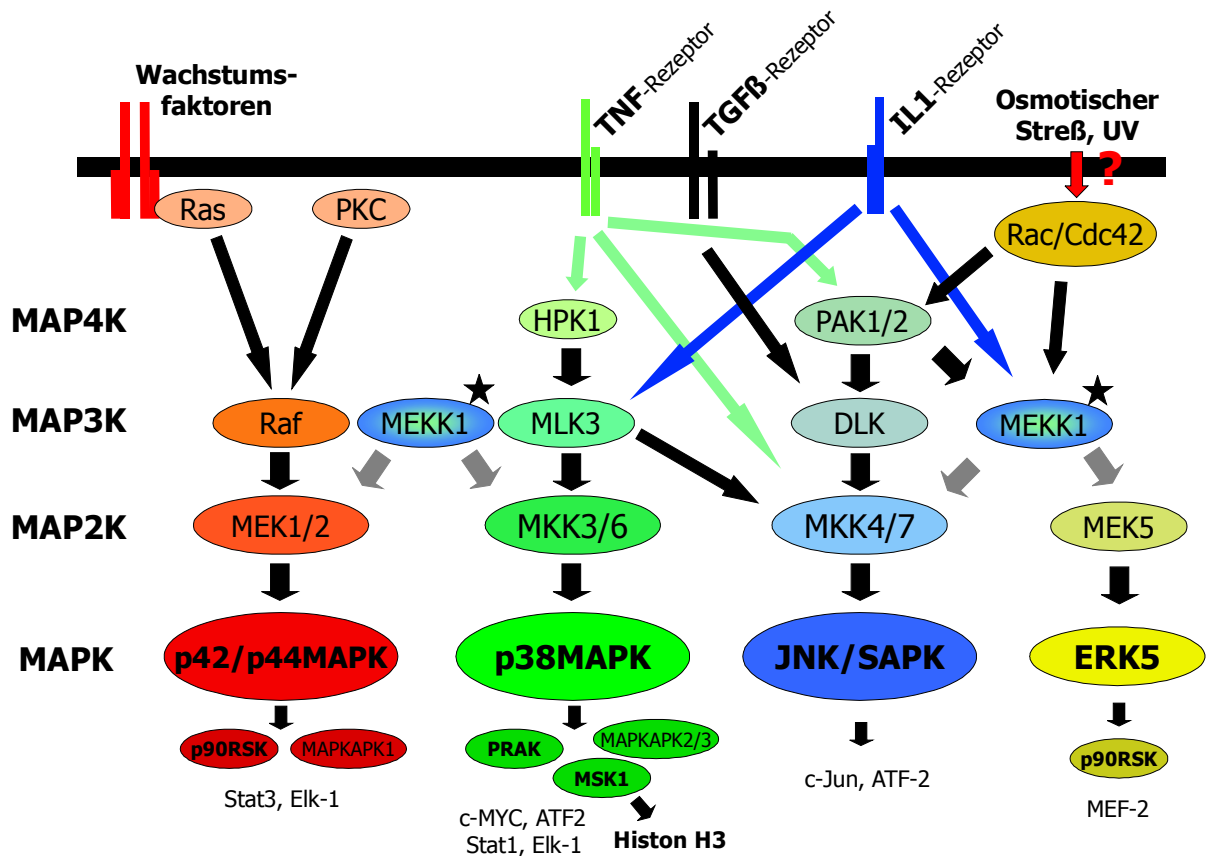 Wachstums-
faktoren
TNF-Rezeptor
TGFß-Rezeptor
IL1-Rezeptor
Osmotischer
Streß, UV
?
Ras
PKC
Rac/Cdc42
MAP4K
HPK1
PAK1/2
MAP3K
Raf
MEKK1
MLK3
DLK
MEKK1
MAP2K
MEK1/2
MKK3/6
MKK4/7
MEK5
MAPK
p42/p44MAPK
p38MAPK
JNK/SAPK
ERK5
p90RSK
MAPKAPK1
PRAK
MAPKAPK2/3
MSK1
p90RSK
Stat3, Elk-1
c-MYC, ATF2
Stat1, Elk-1
Histon H3
c-Jun, ATF-2
MEF-2